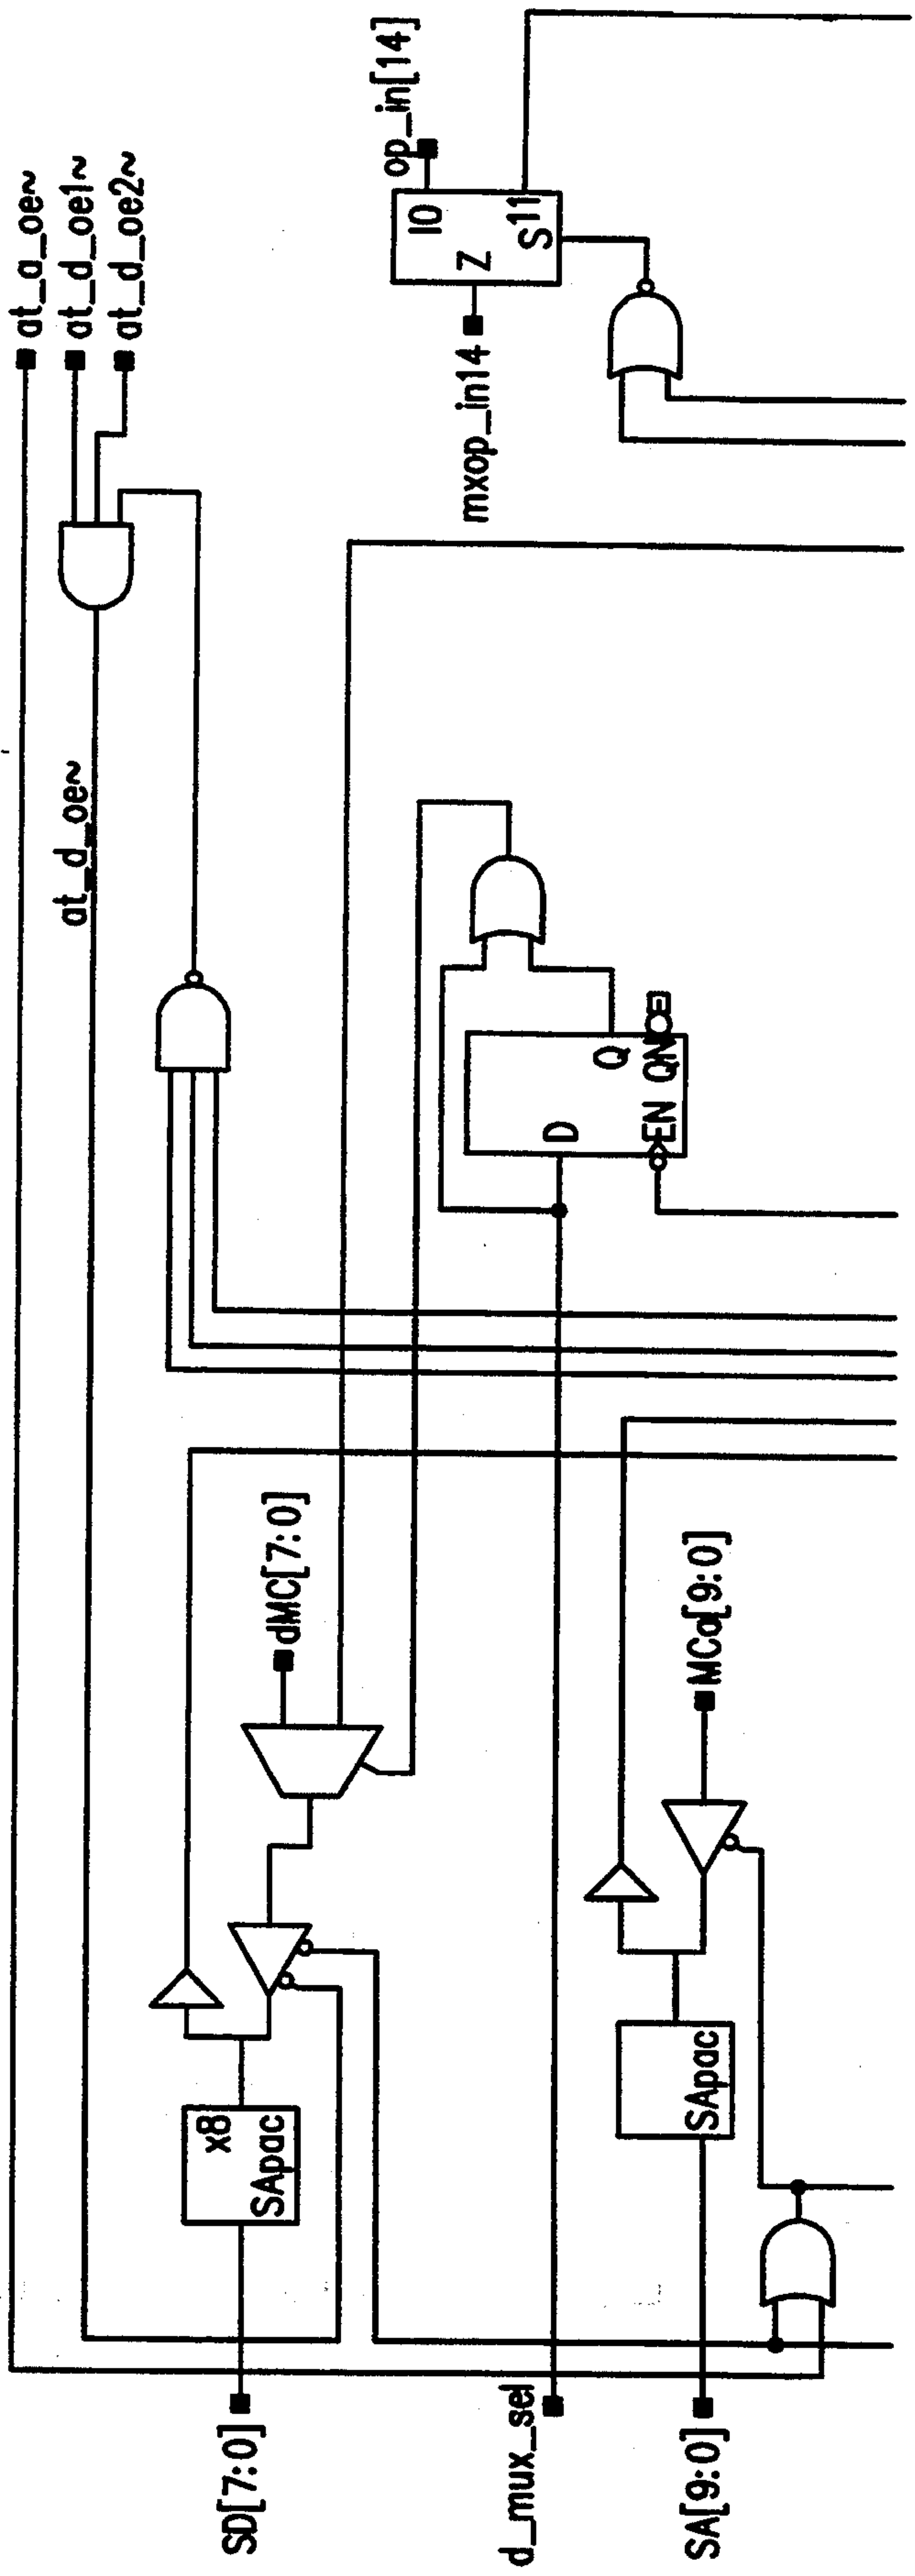 at_a_oe~
at_d_oe1~
at_d_oe2~
at_d_oe~
op_in[14]
I0
Z
S
I1
mxop_in14
dMC[7:0]
x8
SApac
SD[7:0]
D
Q
EN
QN
d_mux_sel
MCa[9:0]
SApac
SA[9:0]